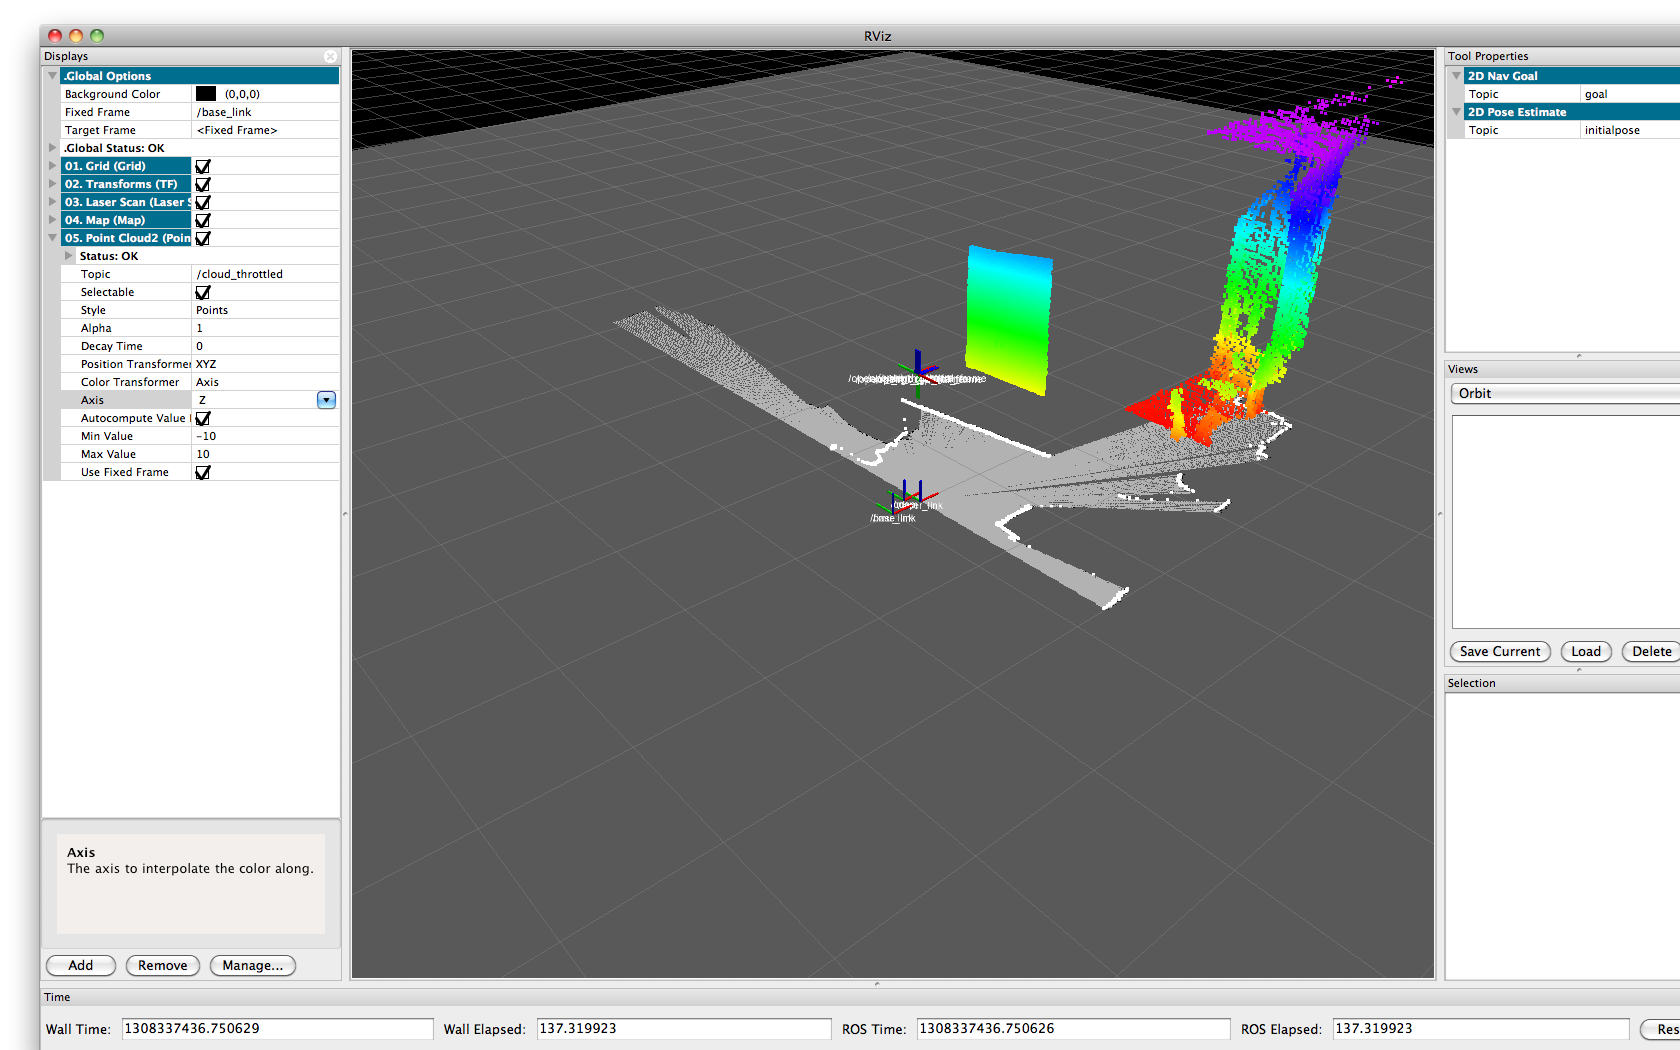 RViz
Displays
.Global Options
Background Color (0,0,0)
Fixed Frame /base_link
Target Frame <Fixed Frame>
.Global Status: OK
01. Grid (Grid)
02. Transforms (TF)
03. Laser Scan (Laser S
04. Map (Map)
05. Point Cloud2 (Poin
Status: OK
Topic /cloud_throttled
Selectable
Style Points
Alpha 1
Decay Time 0
Position Transformer XYZ
Color Transformer Axis
Axis Z
Autocompute Value
Min Value -10
Max Value 10
Use Fixed Frame
Axis
The axis to interpolate the color along.
Add Remove Manage...
Tool Properties
2D Nav Goal
Topic goal
2D Pose Estimate
Topic initialpose
Views
Orbit
Save Current Load Delete
Selection
Time
Wall Time: 1308337436.750629 Wall Elapsed: 137.319923 ROS Time: 1308337436.750626 ROS Elapsed: 137.319923 Res